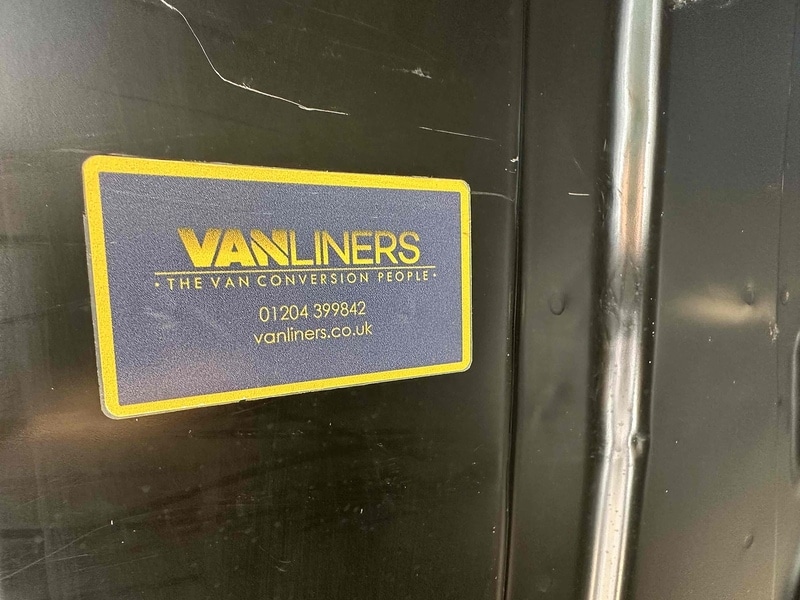 VANLINERS
• THE VAN CONVERSION PEOPLE •
01204 399842
vanliners.co.uk